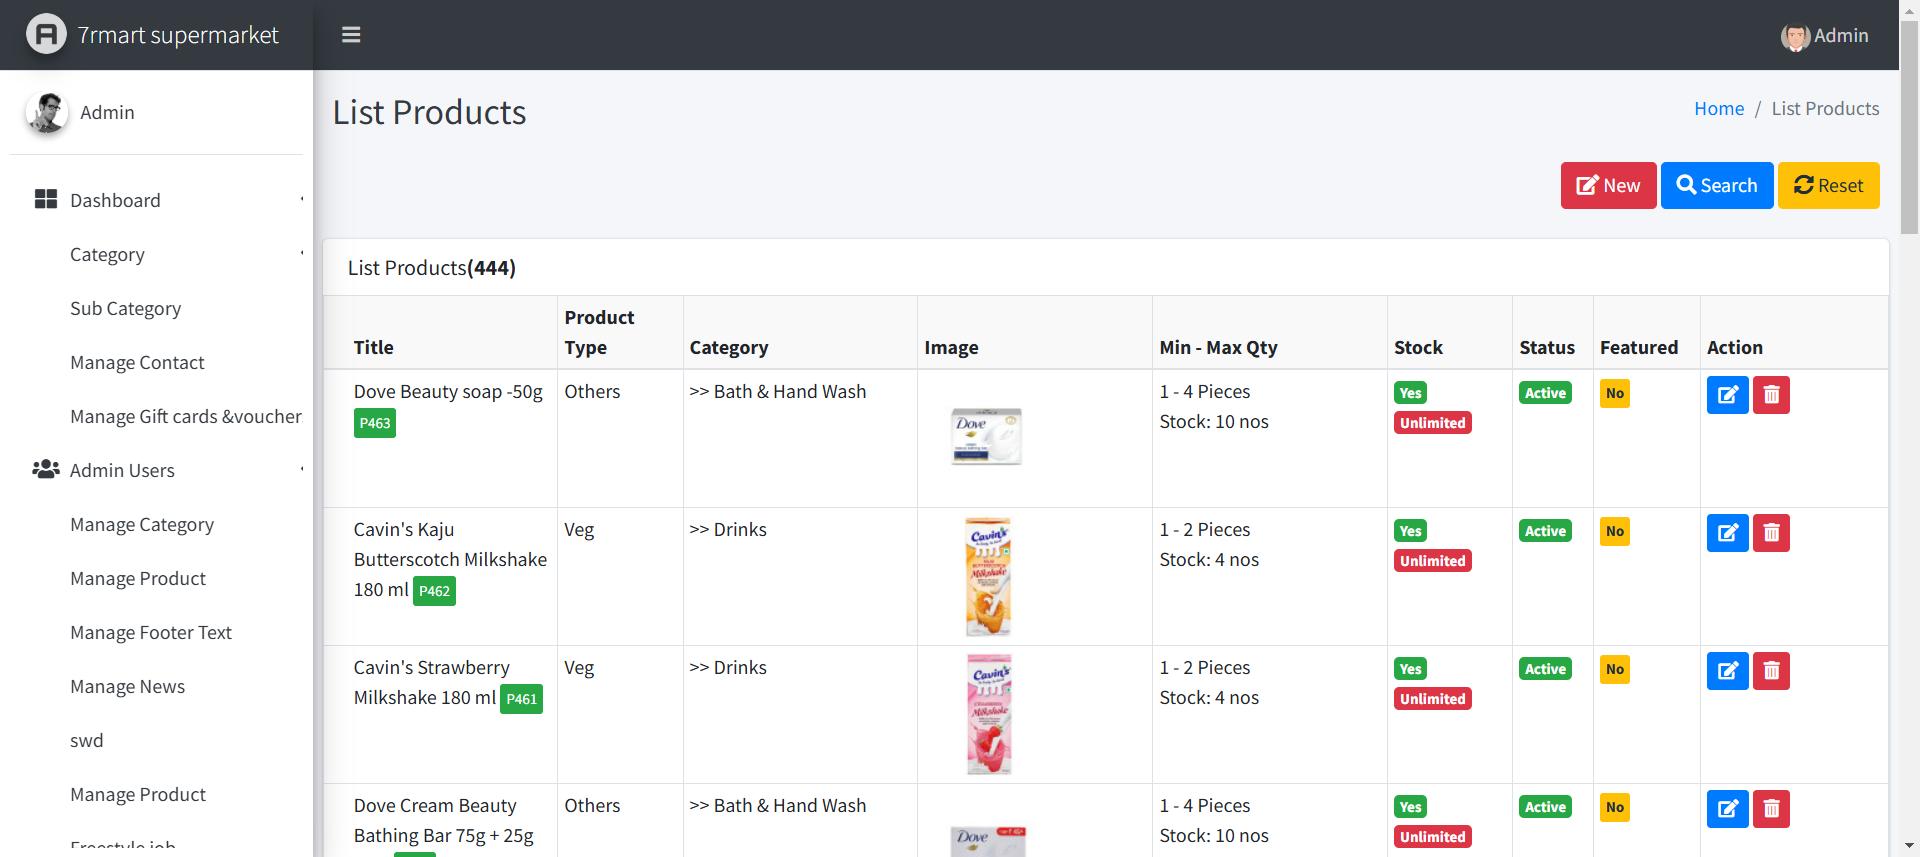 7rmart supermarket
Admin
Admin
List Products
Home / List Products
New Search Reset
Dashboard
Category
Sub Category
Manage Contact
Manage Gift cards &voucher
Admin Users
Manage Category
Manage Product
Manage Footer Text
Manage News
swd
Manage Product
Freestyle job
List Products(444)
Title Product Type Category Image Min - Max Qty Stock Status Featured Action
Dove Beauty soap -50g Others >> Bath & Hand Wash 1 - 4 Pieces Yes Active No
P463 Stock: 10 nos Unlimited
Dove
Cavin's Kaju Veg >> Drinks 1 - 2 Pieces Yes Active No
Butterscotch Milkshake Stock: 4 nos Unlimited
180 ml P462
Cavin's
Milkshake
Cavin's Strawberry Veg >> Drinks 1 - 2 Pieces Yes Active No
Milkshake 180 ml P461 Stock: 4 nos Unlimited
Cavin's
Milkshake
Dove Cream Beauty Others >> Bath & Hand Wash 1 - 4 Pieces Yes Active No
Bathing Bar 75g + 25g Stock: 10 nos Unlimited
Dove